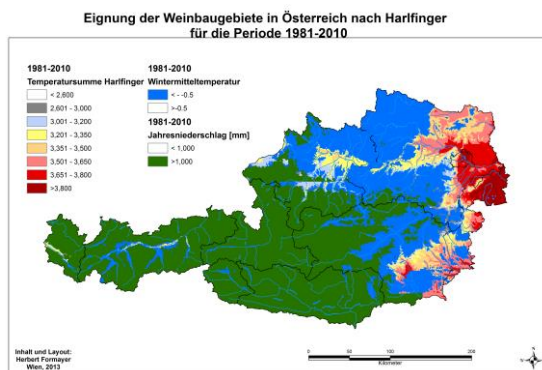 Eignung der Weinbaugebiete in Österreich nach Harlfinger
für die Periode 1981-2010
1981-2010
Temperatursumme Harlfinger
< 2,600
2,601 - 3,000
3,001 - 3,200
3,201 - 3,350
3,351 - 3,500
3,501 - 3,650
3,651 - 3,800
>3,800
1981-2010
Wintermitteltemperatur
< - -0.5
>-0.5
1981-2010
Jahresniederschlag [mm]
< 1,000
>1,000
Inhalt und Layout:
Herbert Formayer
Wien, 2013
0 50 100 200
Kilometer